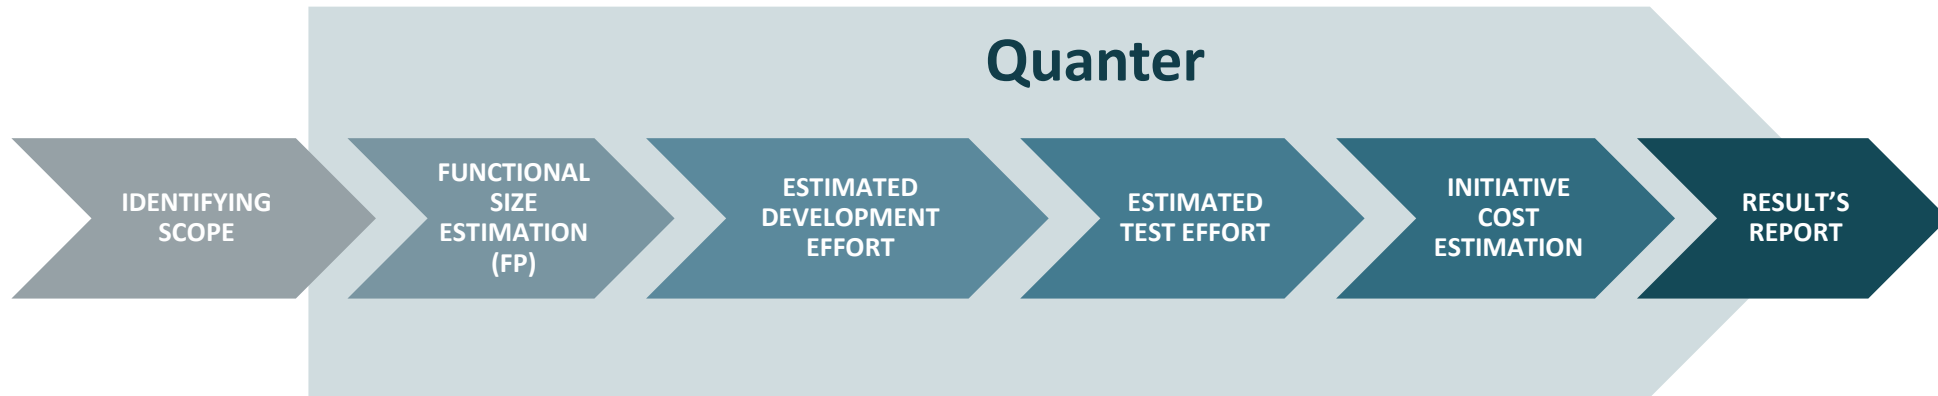 Quanter
IDENTIFYING
SCOPE
FUNCTIONAL
SIZE
ESTIMATION
(FP)
ESTIMATED
DEVELOPMENT
EFFORT
ESTIMATED
TEST EFFORT
INITIATIVE
COST
ESTIMATION
RESULT’S
REPORT